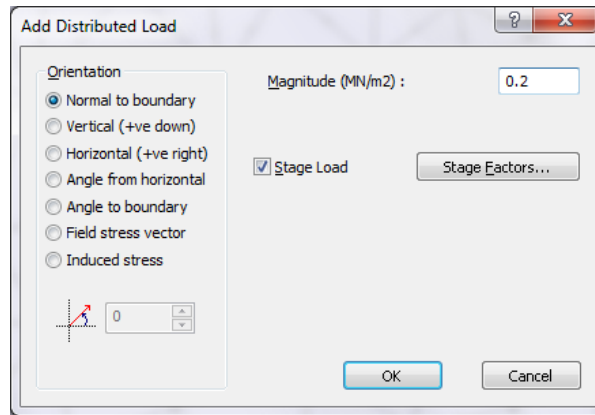 Add Distributed Load
?
X
Orientation
Normal to boundary
Vertical (+ve down)
Horizontal (+ve right)
Angle from horizontal
Angle to boundary
Field stress vector
Induced stress
0
Magnitude (MN/m2) :
0.2
Stage Load
Stage Factors...
OK
Cancel